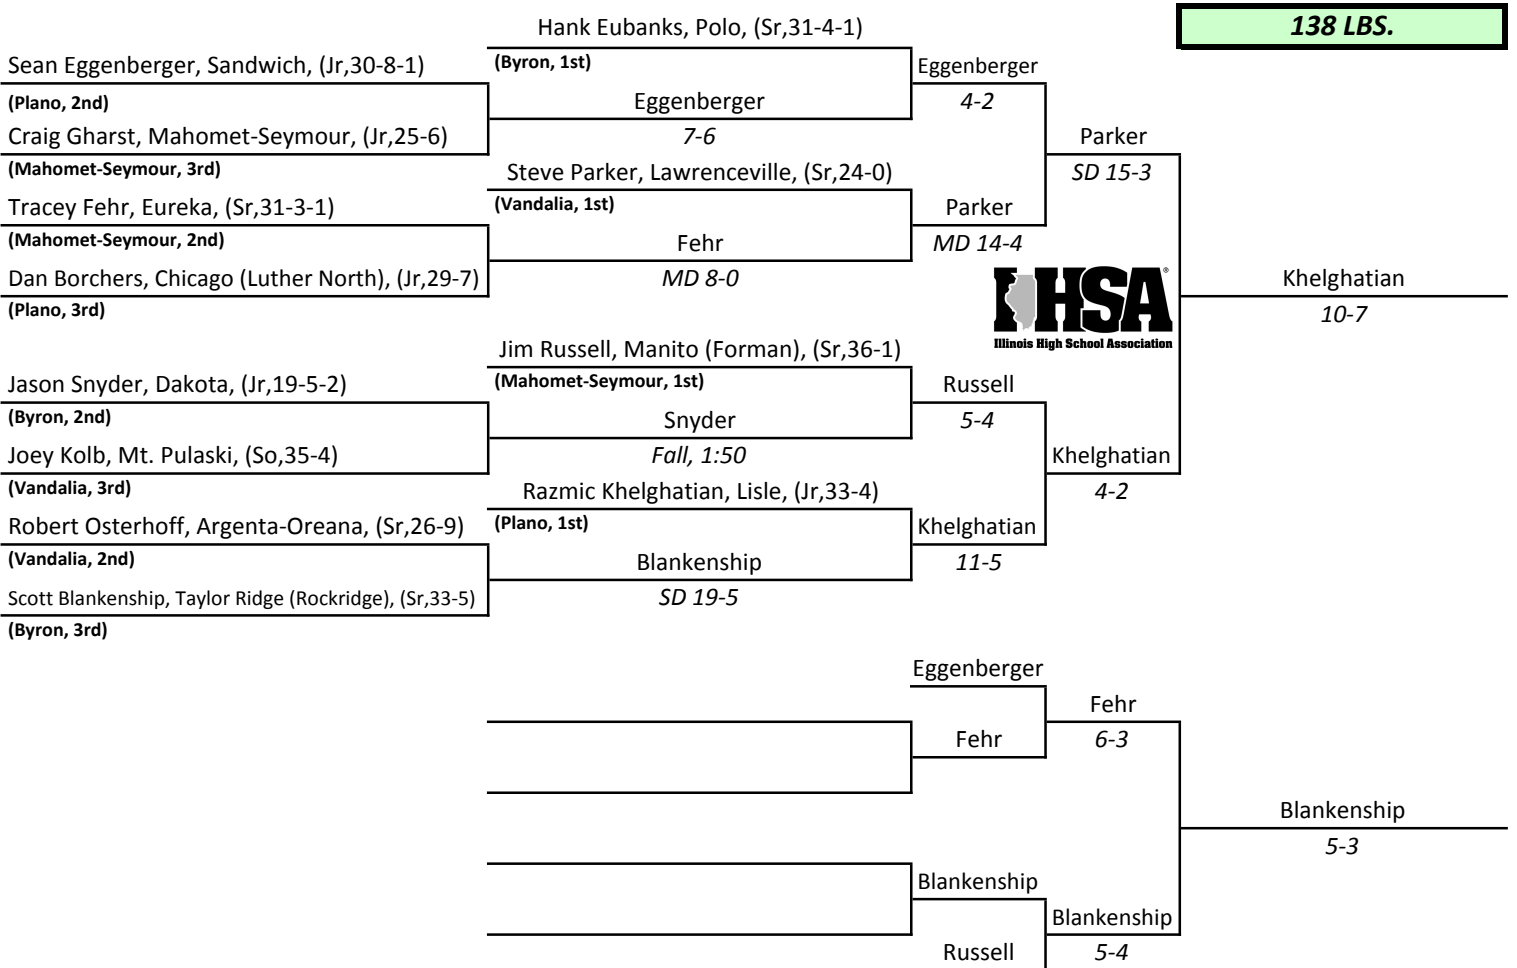 Hank Eubanks, Polo, (Sr,31-4-1)
138 LBS.
Sean Eggenberger, Sandwich, (Jr,30-8-1)
(Byron, 1st)
Eggenberger
(Plano, 2nd)
Eggenberger
4-2
Craig Gharst, Mahomet-Seymour, (Jr,25-6)
7-6
Parker
(Mahomet-Seymour, 3rd)
Steve Parker, Lawrenceville, (Sr,24-0)
SD 15-3
Tracey Fehr, Eureka, (Sr,31-3-1)
(Vandalia, 1st)
Parker
(Mahomet-Seymour, 2nd)
Fehr
MD 14-4
Dan Borchers, Chicago (Luther North), (Jr,29-7)
MD 8-0
IHSA®
Khelghatian
(Plano, 3rd)
10-7
Illinois High School Association
Jim Russell, Manito (Forman), (Sr,36-1)
Jason Snyder, Dakota, (Jr,19-5-2)
(Mahomet-Seymour, 1st)
Russell
(Byron, 2nd)
Snyder
5-4
Joey Kolb, Mt. Pulaski, (So,35-4)
Fall, 1:50
Khelghatian
(Vandalia, 3rd)
Razmic Khelghatian, Lisle, (Jr,33-4)
4-2
Robert Osterhoff, Argenta-Oreana, (Sr,26-9)
(Plano, 1st)
Khelghatian
(Vandalia, 2nd)
Blankenship
11-5
Scott Blankenship, Taylor Ridge (Rockridge), (Sr,33-5)
SD 19-5
(Byron, 3rd)
Eggenberger
Fehr
Fehr
6-3
Blankenship
5-3
Blankenship
Blankenship
Russell
5-4